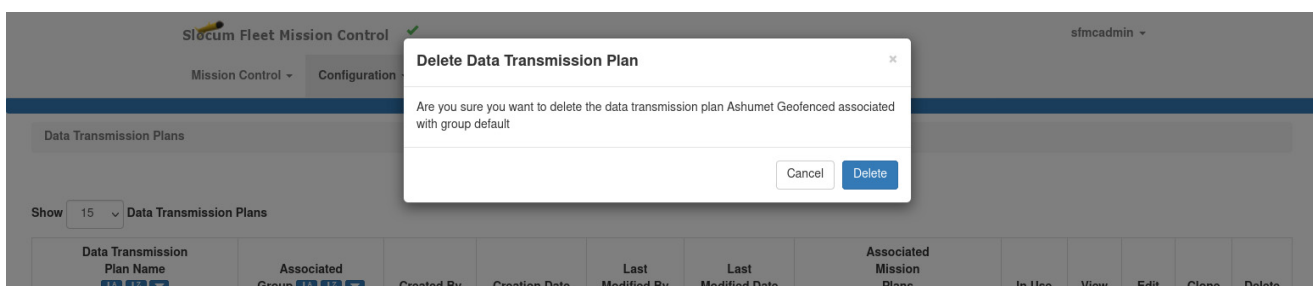 Slocum Fleet Mission Control
sfmcadmin
Mission Control
Configuration
Delete Data Transmission Plan
×
Are you sure you want to delete the data transmission plan Ashumet Geofenced associated
with group default
Cancel
Delete
Data Transmission Plans
Show 15 Data Transmission Plans
Data Transmission
Plan Name
Associated
Group
Created By
Creation Date
Last
Modified By
Last
Modified Date
Associated
Mission
Plans
In Use
View
Edit
Clone
Delete